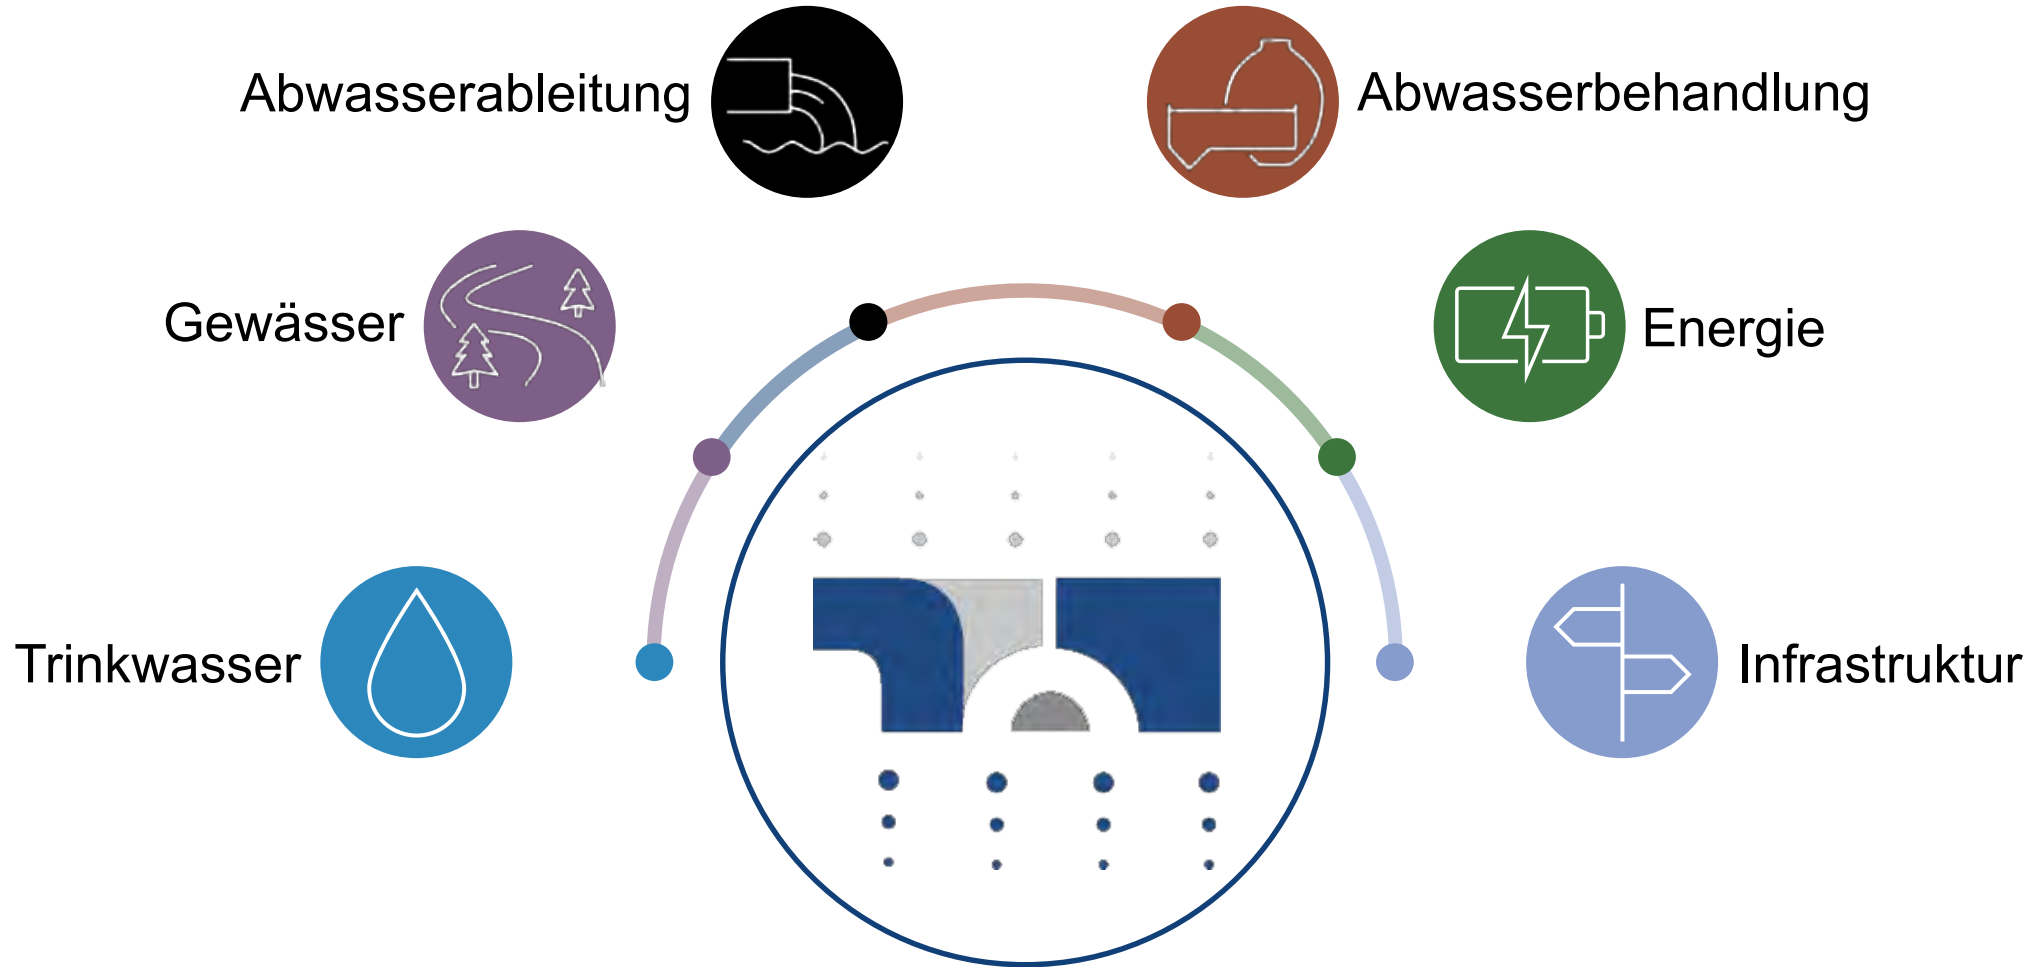 Abwasserableitung
Abwasserbehandlung
Gewässer
Energie
Trinkwasser
Infrastruktur